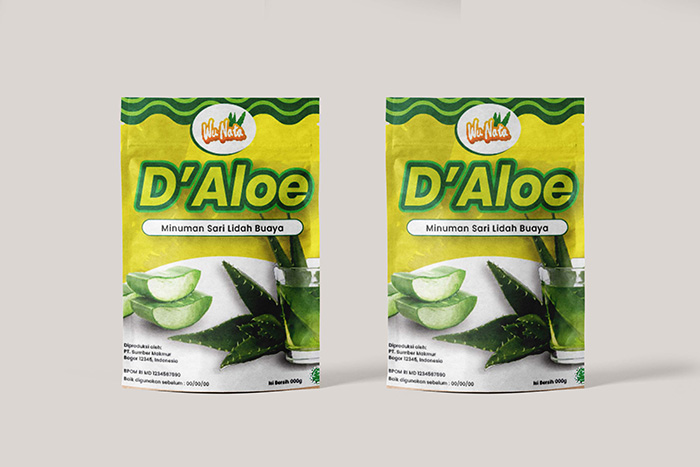 Wu Nata
D'Aloe
Minuman Sari Lidah Buaya
Diproduksi oleh:
PT. Sumber Makmur
Bogor 12345, Indonesia
BPOM RI MD 1234567890
Baik digunakan sebelum : 00/00/00
Isi Bersih 000g
Wu Nata
D'Aloe
Minuman Sari Lidah Buaya
Diproduksi oleh:
PT. Sumber Makmur
Bogor 12345, Indonesia
BPOM RI MD 1234567890
Baik digunakan sebelum : 00/00/00
Isi Bersih 000g